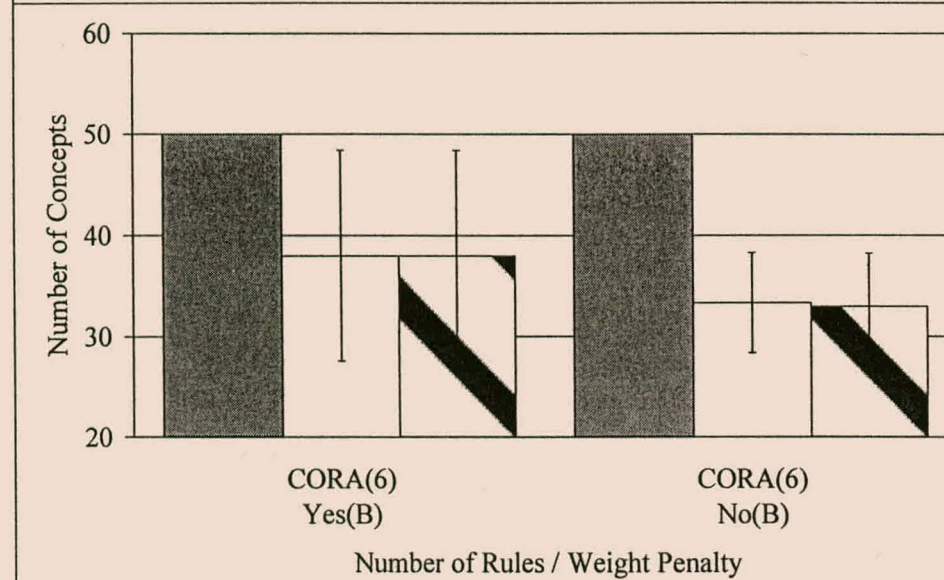 60
50
40
30
20
Number of Concepts
CORA(6) CORA(6)
Yes(B) No(B)
Number of Rules / Weight Penalty